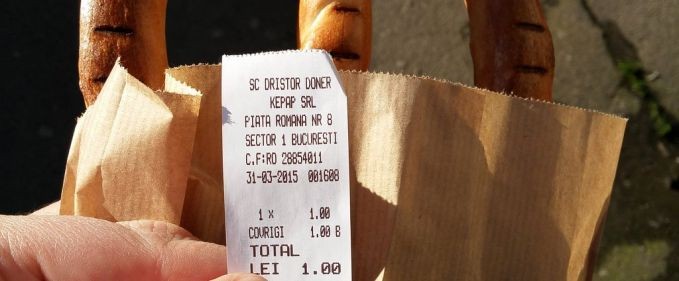 SC DRISTOR DONER
KEPAP SRL
PIATA ROMANA NR 8
SECTOR 1 BUCURESTI
C.F:RO 28854011
31-03-2015 001608
1 x 1.00
COVRIGI 1.00 B
TOTAL
LEI 1.00